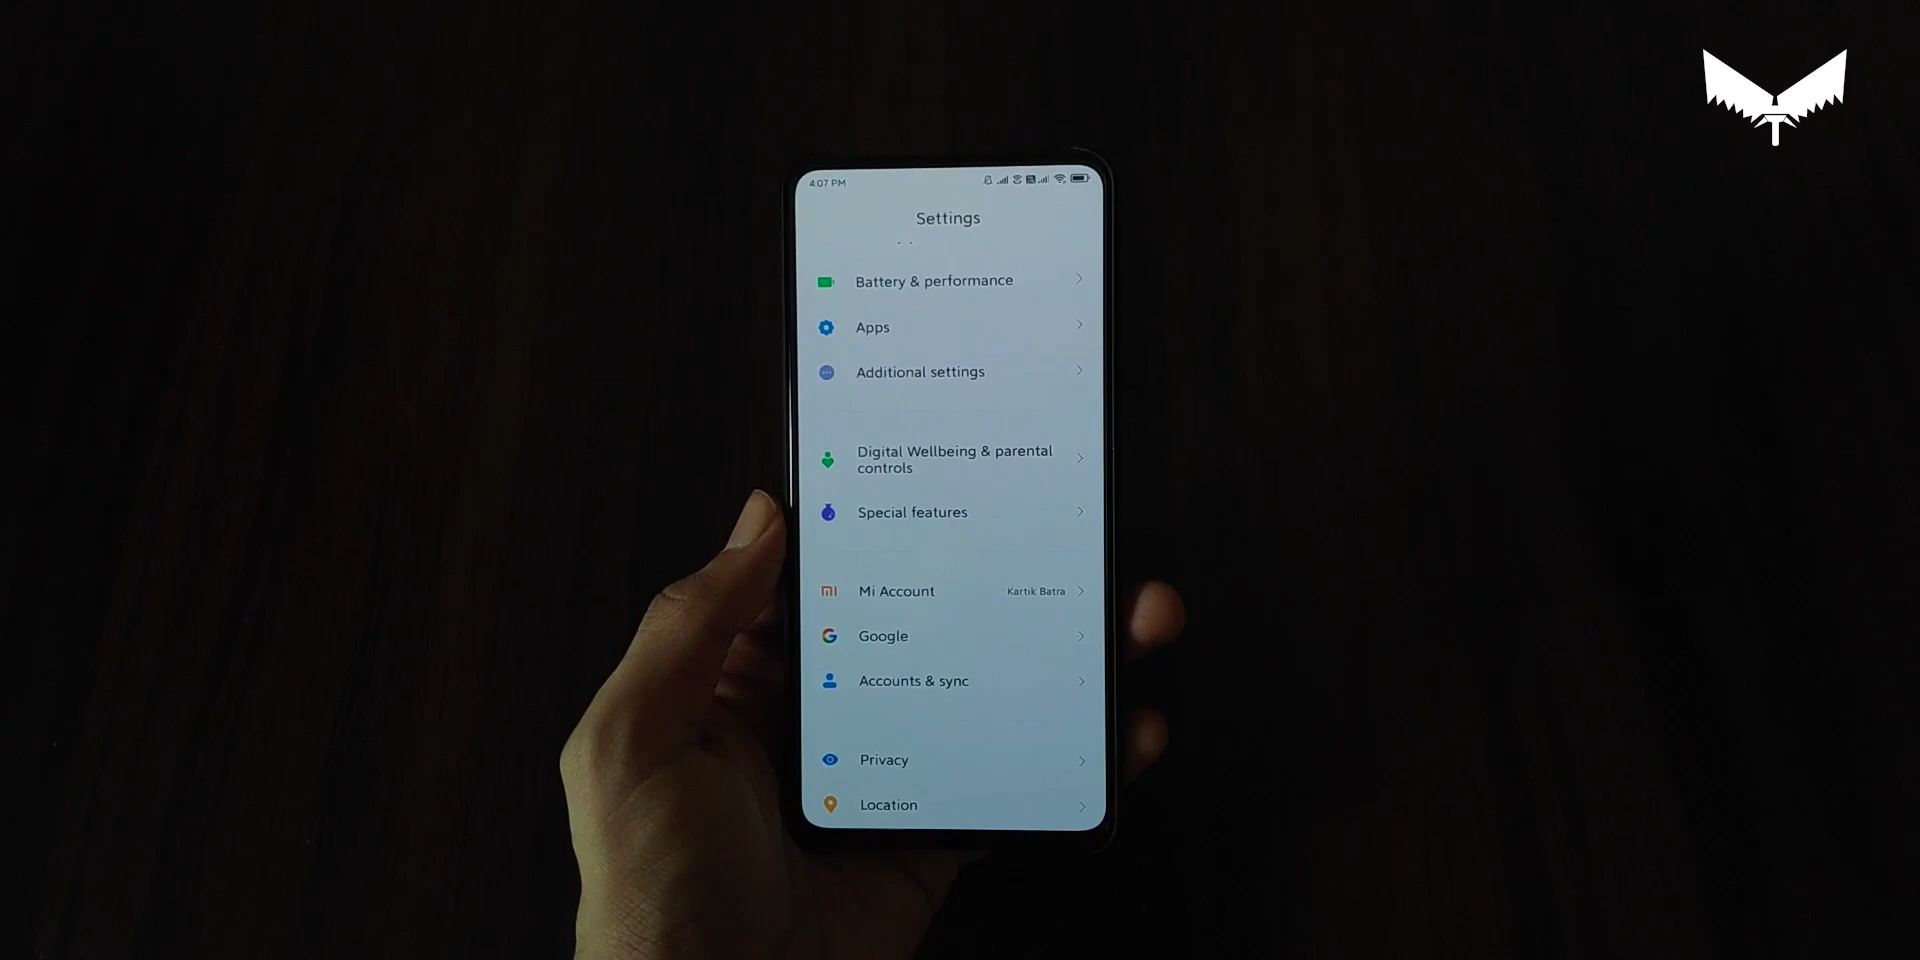 4:07 PM
Settings
Battery & performance
Apps
Additional settings
Digital Wellbeing & parental
controls
Special features
Mi Account
Kartik Batra
Google
Accounts & sync
Privacy
Location